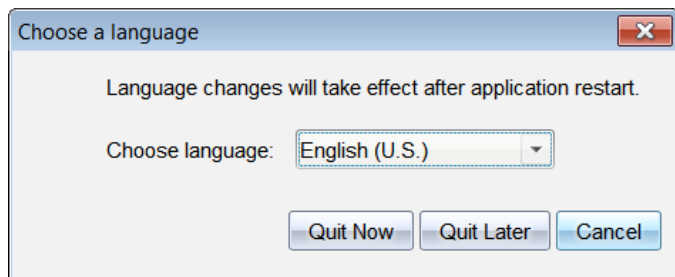 Choose a language
Language changes will take effect after application restart.
Choose language: English (U.S.)
Quit Now Quit Later Cancel